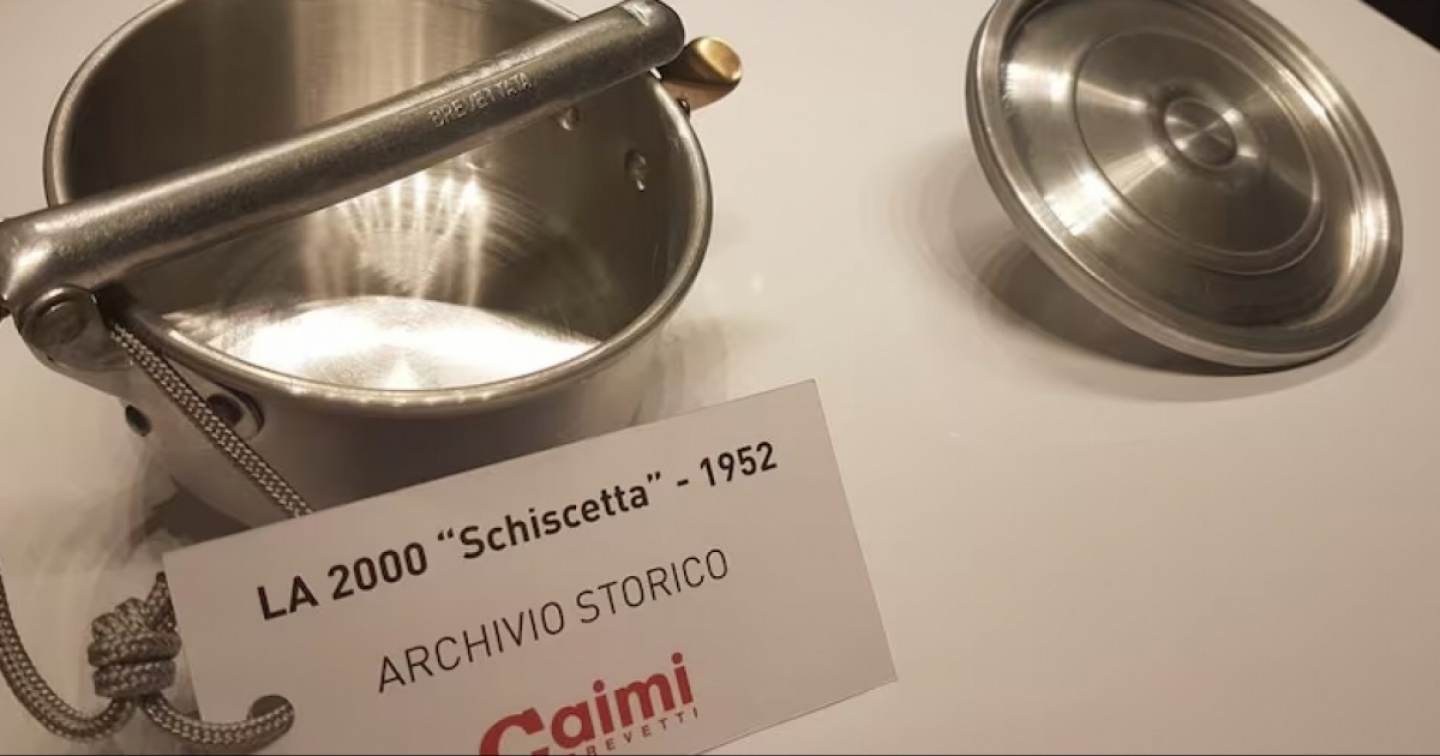 BREVETTATA
LA 2000 “Schiscetta” - 1952
ARCHIVIO STORICO
Caimi
BREVETTI